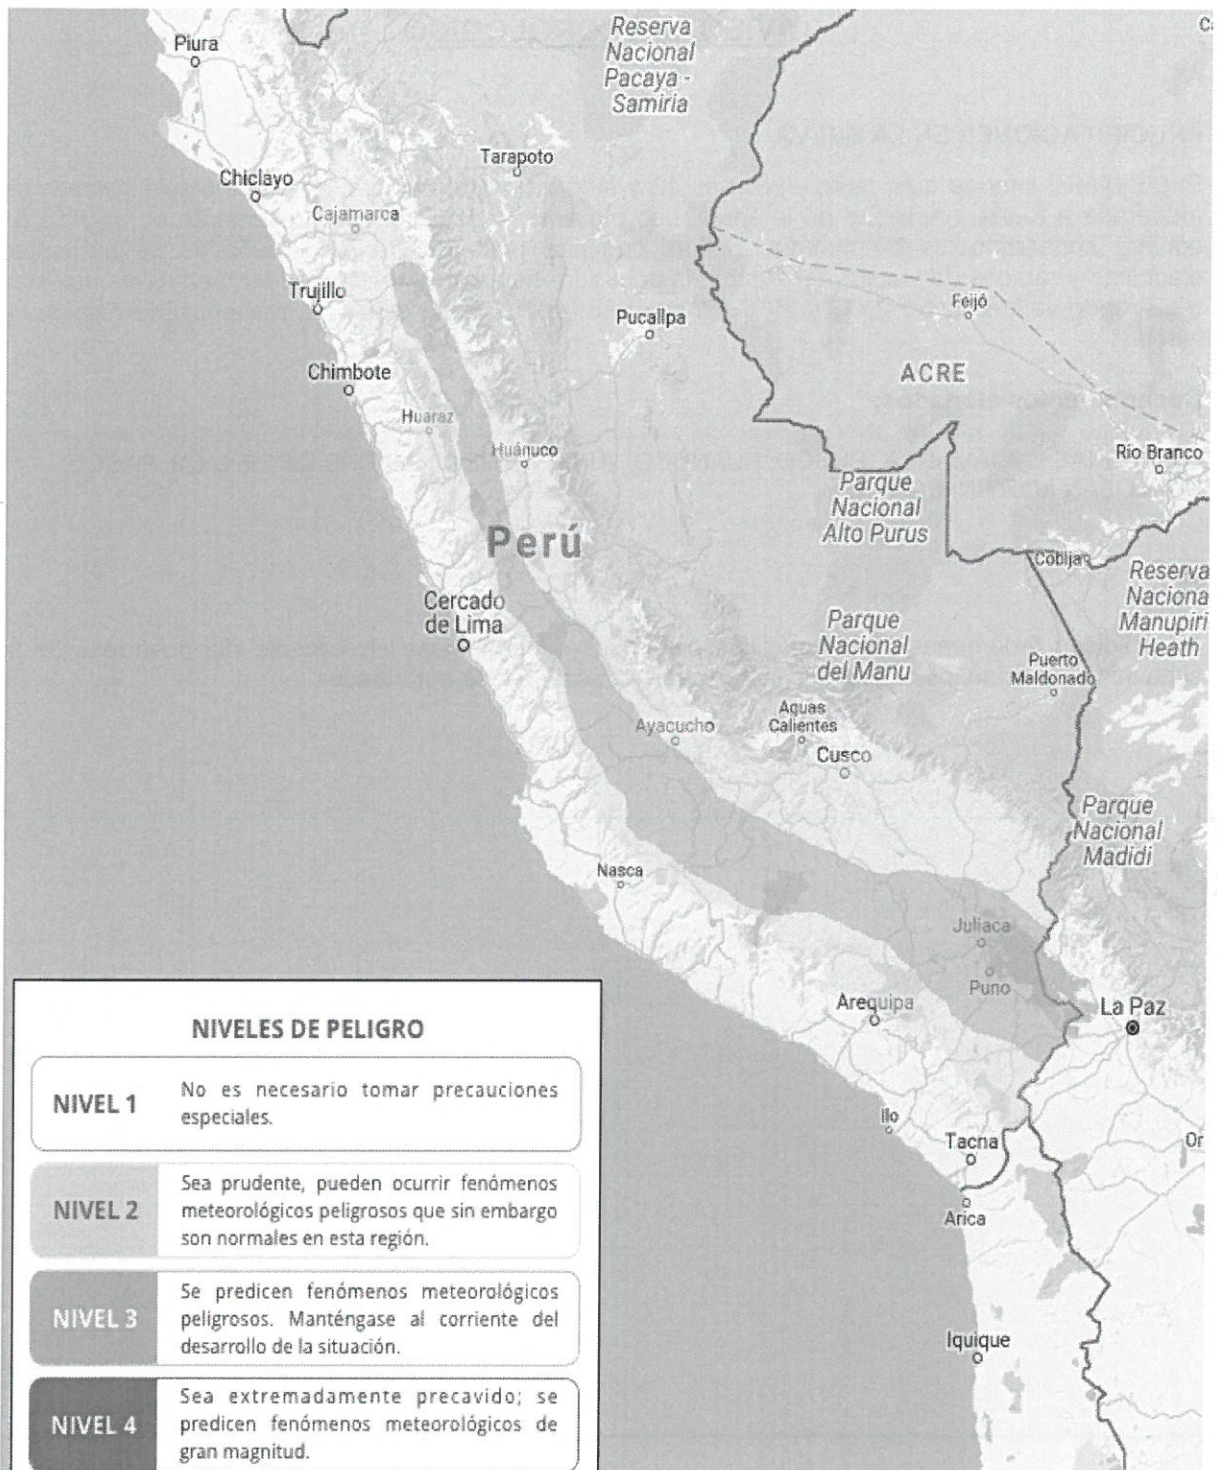 Piura
Reserva
Nacional
Pacaya -
Samiria
Tarapoto
Chiclayo
Cajamarca
Trujillo
Pucallpa
Feijó
Chimbote
ACRE
Huaraz
Huánuco
Rio Branco
Parque
Nacional
Alto Purus
Perú
Cobija
Reserva
Naciona
Manupiri
Heath
Cercado
de Lima
Parque
Nacional
del Manu
Puerto
Maldonado
Ayacucho
Aguas
Calientes
Cusco
Parque
Nacional
Madidi
Nasca
Juliaca
Puno
Arequipa
La Paz
Ilo
Tacna
Or
Arica
Iquique
NIVELES DE PELIGRO
NIVEL 1
No es necesario tomar precauciones
especiales.
NIVEL 2
Sea prudente, pueden ocurrir fenómenos
meteorológicos peligrosos que sin embargo
son normales en esta región.
NIVEL 3
Se predicen fenómenos meteorológicos
peligrosos. Manténgase al corriente del
desarrollo de la situación.
NIVEL 4
Sea extremadamente precavido; se
predicen fenómenos meteorológicos de
gran magnitud.